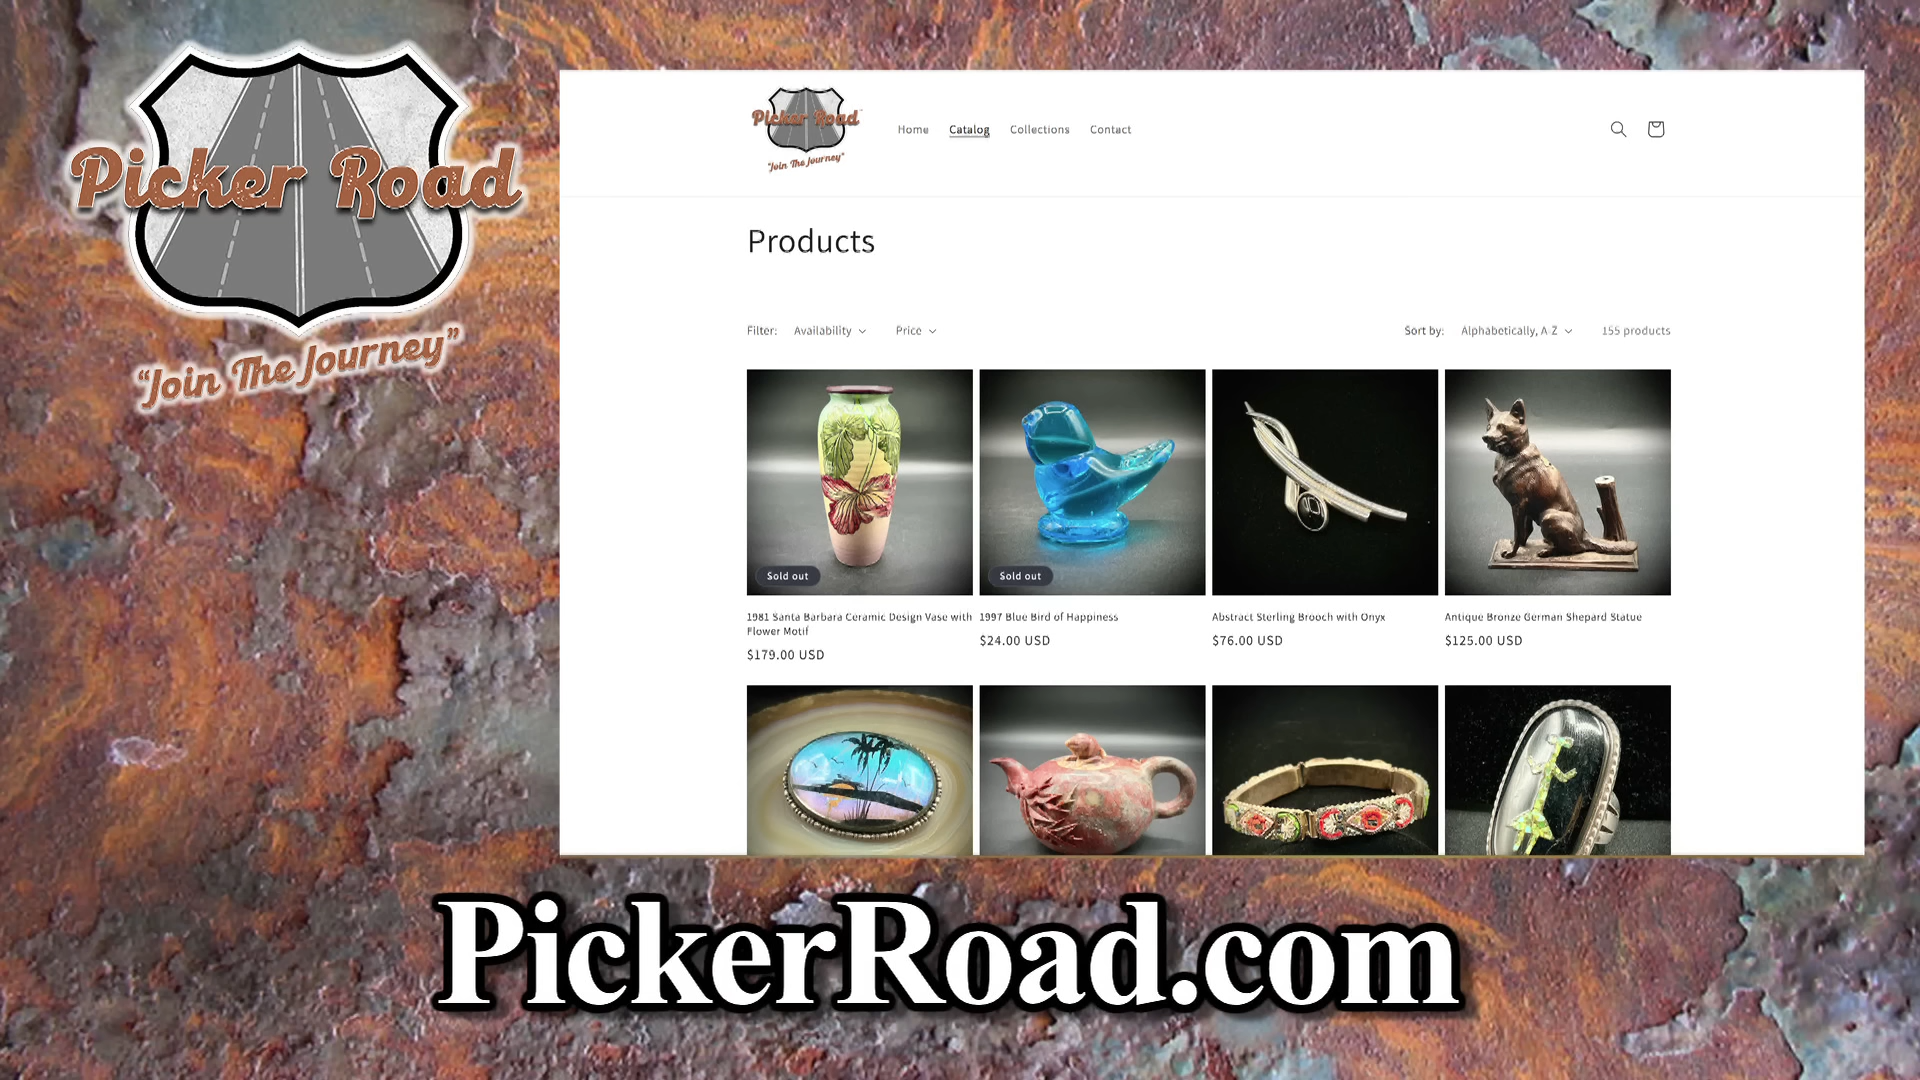 Picker Road
"Join The Journey"
Picker Road
"Join The Journey"
Home
Catalog
Collections
Contact
Products
Filter:
Availability
Price
Sort by:
Alphabetically, A-Z
155 products
Sold out
Sold out
1981 Santa Barbara Ceramic Design Vase with
Flower Motif
$179.00 USD
1997 Blue Bird of Happiness
$24.00 USD
Abstract Sterling Brooch with Onyx
$76.00 USD
Antique Bronze German Shepard Statue
$125.00 USD
PickerRoad.com